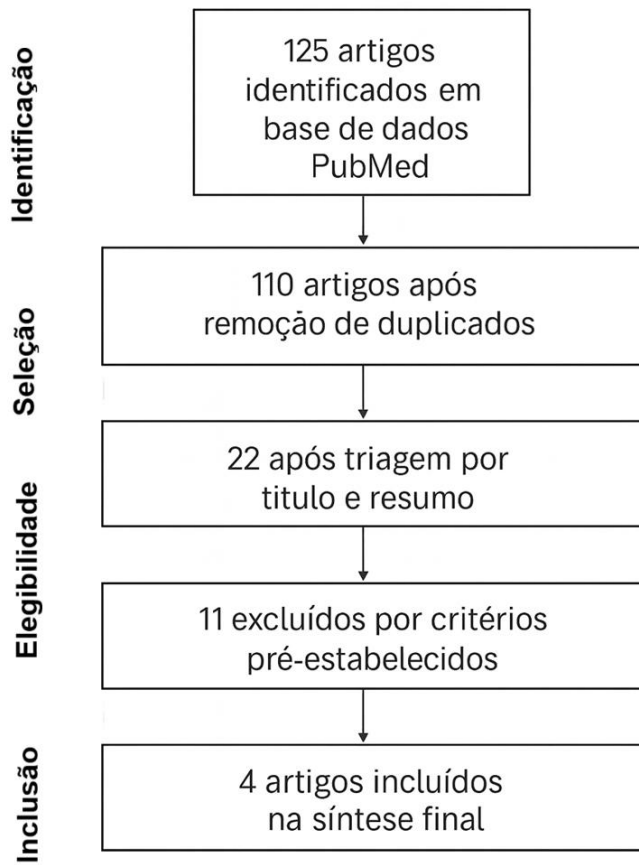 Identificação
125 artigos
identificados em
base de dados
PubMed
Seleção
110 artigos após
remoção de duplicados
Elegibilidade
22 após triagem por
titulo e resumo
11 excluídos por critérios
pré-estabelecidos
Inclusão
4 artigos incluídos
na síntese final